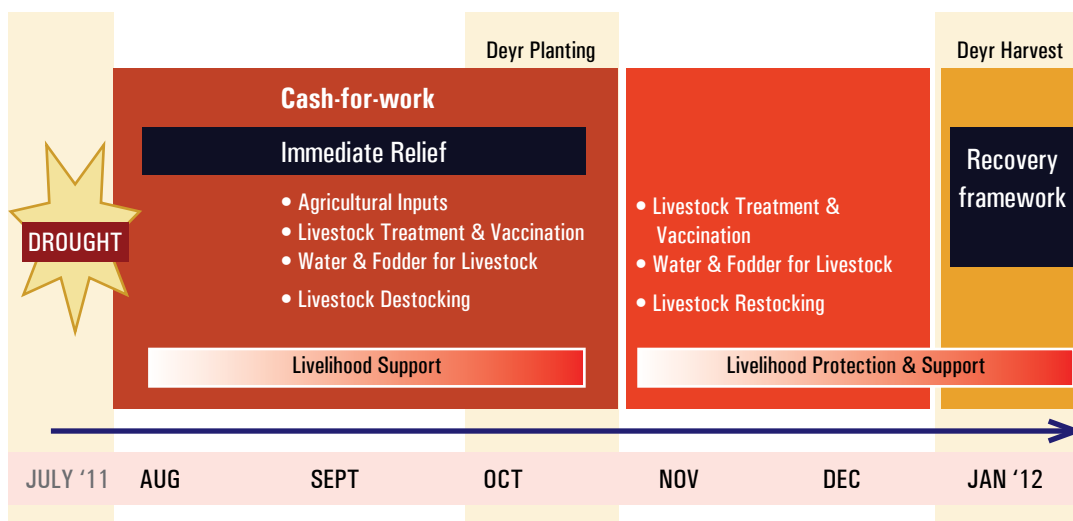 Deyr Planting
Deyr Harvest
Cash-for-work
Immediate Relief
• Agricultural Inputs
• Livestock Treatment & Vaccination
• Water & Fodder for Livestock
• Livestock Destocking
Livelihood Support
DROUGHT
• Livestock Treatment &
Vaccination
• Water & Fodder for Livestock
• Livestock Restocking
Recovery
framework
Livelihood Protection & Support
JULY ‘11
AUG
SEPT
OCT
NOV
DEC
JAN ‘12